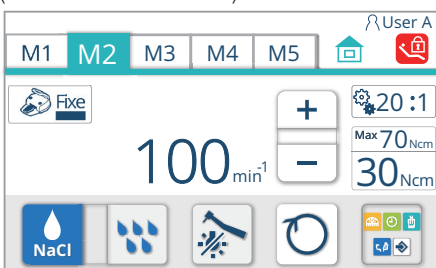 User A
M1 M2 M3 M4 M5
Fixe
+
20 :1
100 min⁻¹
Max 70 Ncm
−
30 Ncm
NaCl